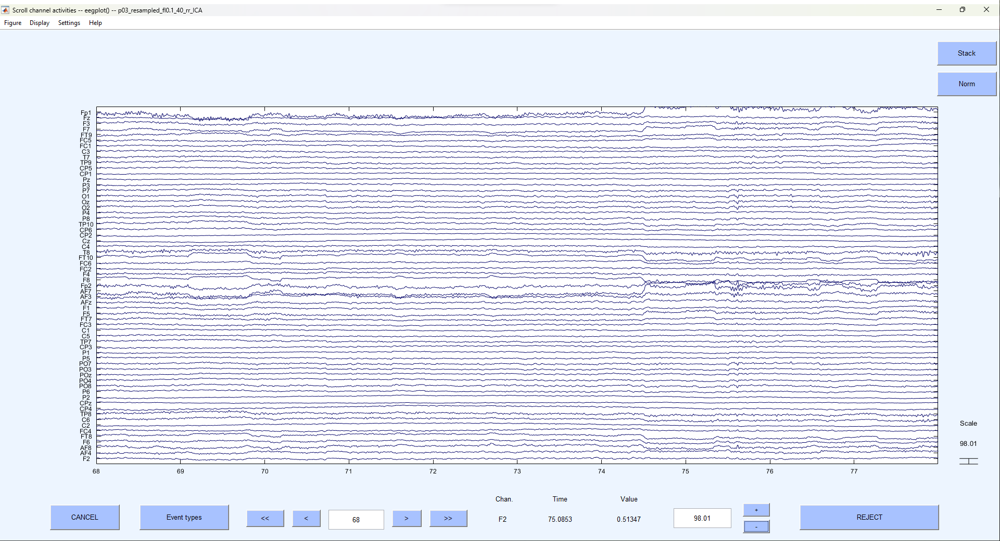 Scroll channel activities -- eegplot() -- p03_resampled_fl0.1_40_rr_ICA
Figure Display Settings Help
Stack
Norm
Fp1
Fz
F3
F7
FT9
FC5
FC1
C3
T7
TP9
CP5
CP1
Pz
P3
P7
O1
Oz
O2
P4
P8
TP10
CP6
CP2
Cz
C4
T8
FT10
FC6
FC2
F4
F8
Fp2
AF7
AF3
AFz
F1
F5
FT7
FC3
C1
C5
TP7
CP3
P1
P5
PO7
PO3
POz
PO4
PO8
P6
P2
CPz
CP4
TP8
C6
C2
FC4
FT8
F6
AF8
AF4
F2
68 69 70 71 72 73 74 75 76 77
Scale
98.01
Chan. Time Value
F2 75.0853 0.51347
CANCEL Event types << < 68 > >> 98.01 + - REJECT